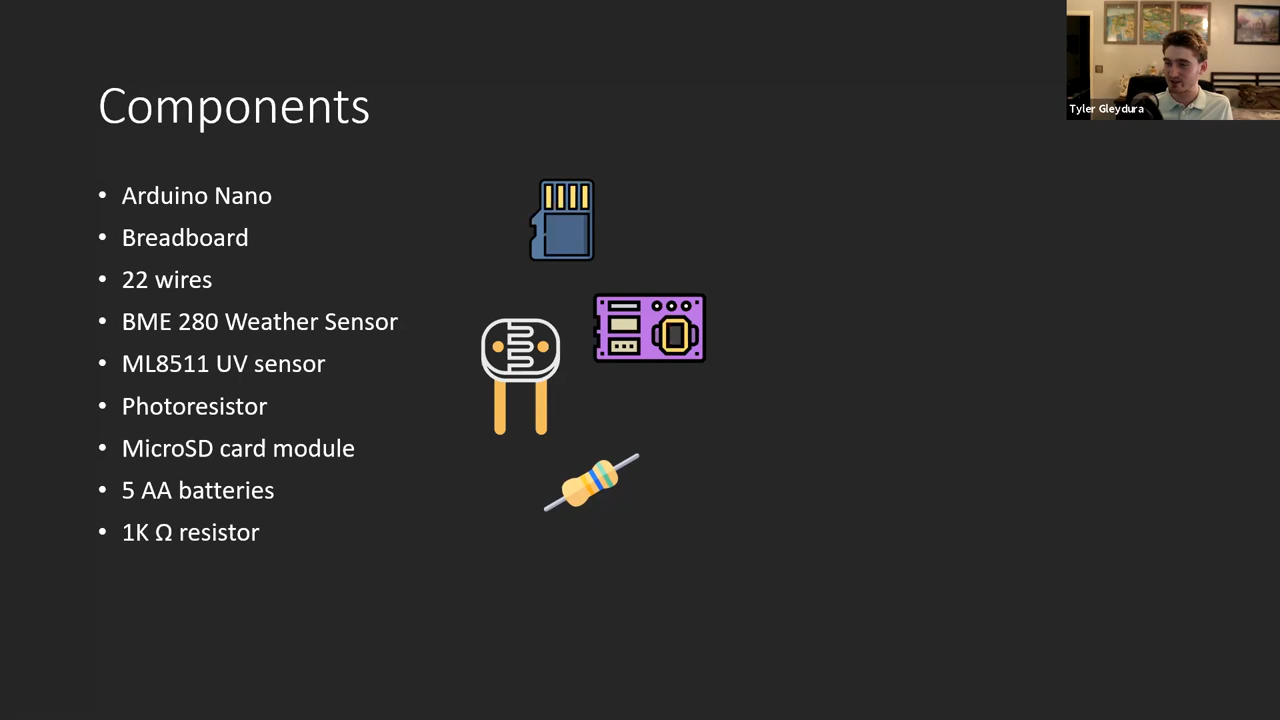 Tyler Gleydura
Components
• Arduino Nano
• Breadboard
• 22 wires
• BME 280 Weather Sensor
• ML8511 UV sensor
• Photoresistor
• MicroSD card module
• 5 AA batteries
• 1K Ω resistor